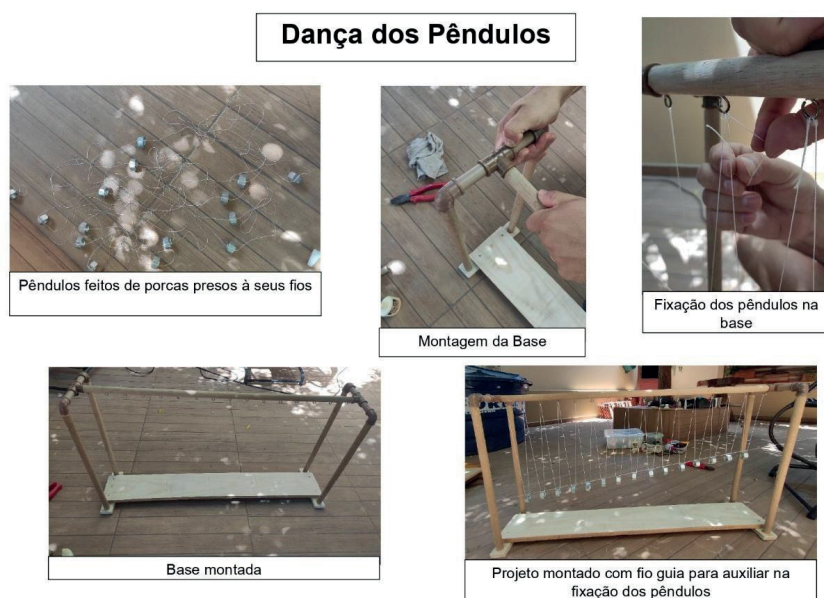 Dança dos Pêndulos
Pêndulos feitos de porcas presos à seus fios
Montagem da Base
Fixação dos pêndulos na
base
Base montada
Projeto montado com fio guia para auxiliar na
fixação dos pêndulos